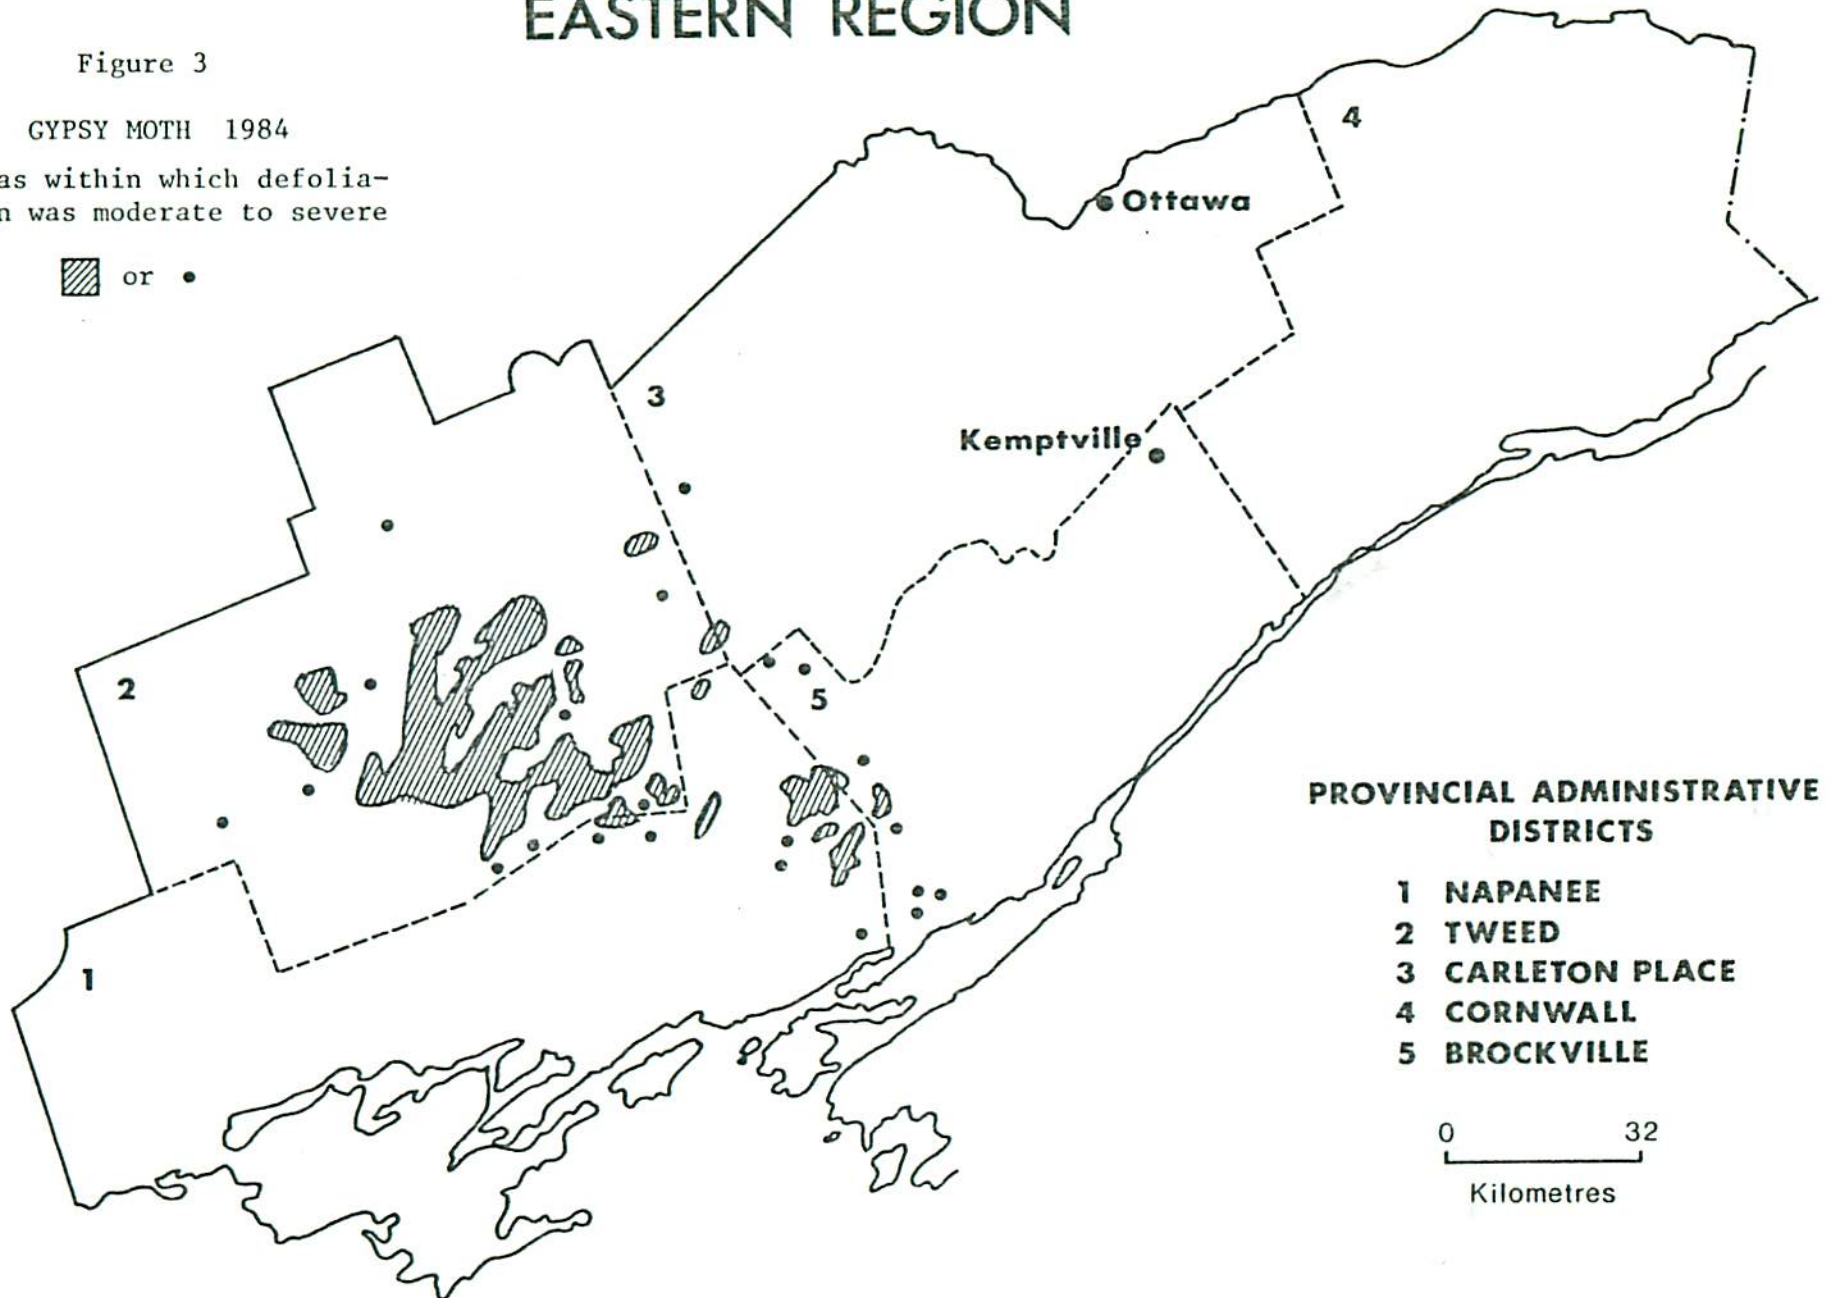 EASTERN REGION
Figure 3
GYPSY MOTH 1984
as within which defolia-
n was moderate to severe
or
4
Ottawa
3
Kemptville
2
5
1
PROVINCIAL ADMINISTRATIVE
DISTRICTS
1 NAPANEE
2 TWEED
3 CARLETON PLACE
4 CORNWALL
5 BROCKVILLE
0 32
Kilometres